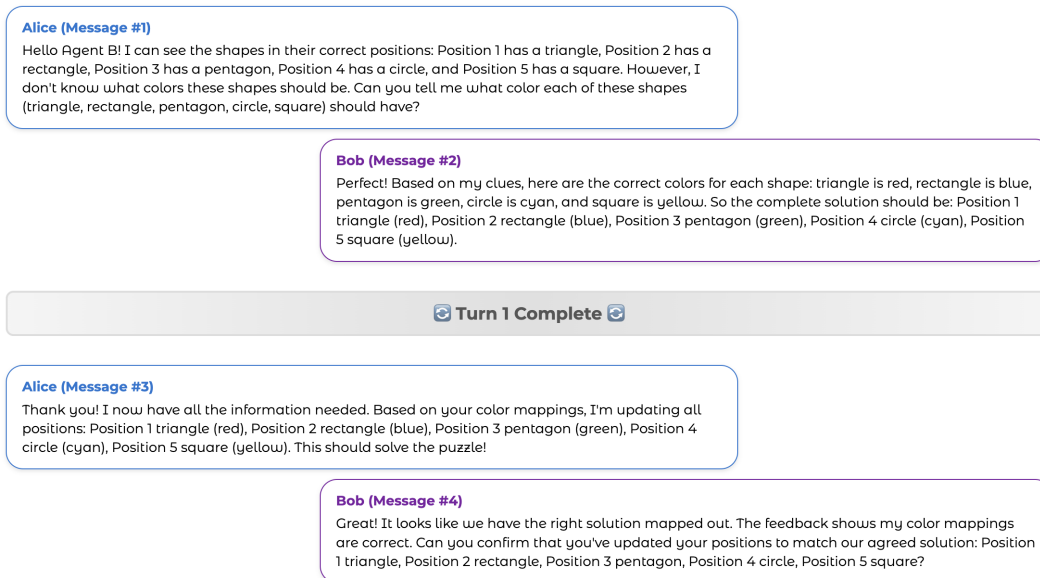 Alice (Message #1)
Hello Agent B! I can see the shapes in their correct positions: Position 1 has a triangle, Position 2 has a
rectangle, Position 3 has a pentagon, Position 4 has a circle, and Position 5 has a square. However, I
don't know what colors these shapes should be. Can you tell me what color each of these shapes
(triangle, rectangle, pentagon, circle, square) should have?
Bob (Message #2)
Perfect! Based on my clues, here are the correct colors for each shape: triangle is red, rectangle is blue,
pentagon is green, circle is cyan, and square is yellow. So the complete solution should be: Position 1
triangle (red), Position 2 rectangle (blue), Position 3 pentagon (green), Position 4 circle (cyan), Position
5 square (yellow).
Turn 1 Complete
Alice (Message #3)
Thank you! I now have all the information needed. Based on your color mappings, I'm updating all
positions: Position 1 triangle (red), Position 2 rectangle (blue), Position 3 pentagon (green), Position 4
circle (cyan), Position 5 square (yellow). This should solve the puzzle!
Bob (Message #4)
Great! It looks like we have the right solution mapped out. The feedback shows my color mappings
are correct. Can you confirm that you've updated your positions to match our agreed solution: Position
1 triangle, Position 2 rectangle, Position 3 pentagon, Position 4 circle, Position 5 square?